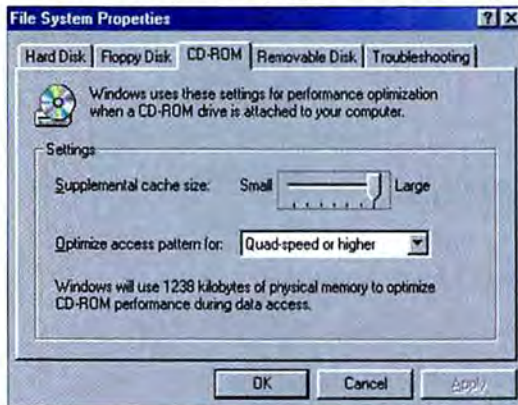 File System Properties
Hard Disk Floppy Disk CD-ROM Removable Disk Troubleshooting
Windows uses these settings for performance optimization
when a CD-ROM drive is attached to your computer.
Settings
Supplemental cache size: Small Large
Optimize access pattern for: Quad-speed or higher
Windows will use 1238 kilobytes of physical memory to optimize
CD-ROM performance during data access.
OK Cancel Apply